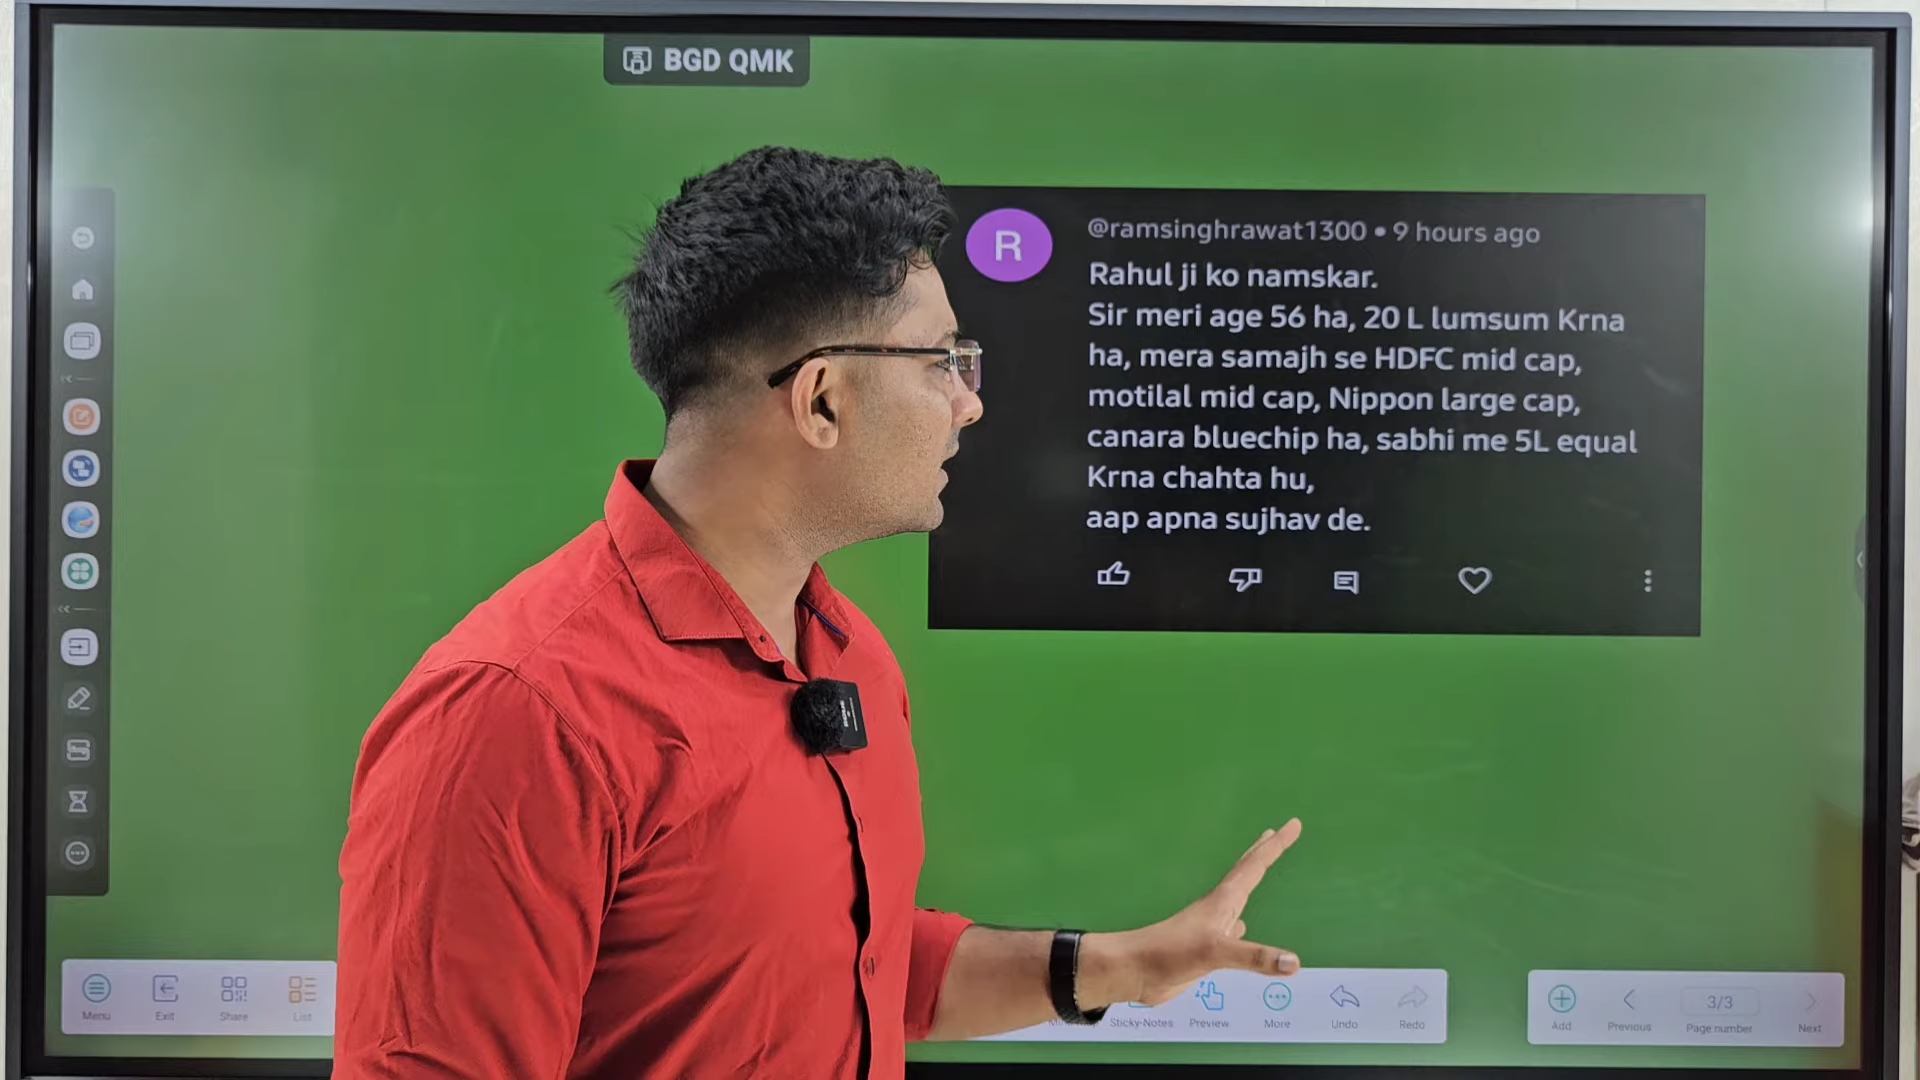 BGD QMK
R
@ramsinghrawat1300 • 9 hours ago
Rahul ji ko namskar.
Sir meri age 56 ha, 20 L lumsum Krna
ha, mera samajh se HDFC mid cap,
motilal mid cap, Nippon large cap,
canara bluechip ha, sabhi me 5L equal
Krna chahta hu,
aap apna sujhav de.
Menu
Exit
Share
List
Sticky-Notes
Preview
More
Undo
Redo
Add
Previous
3/3
Page number
Next